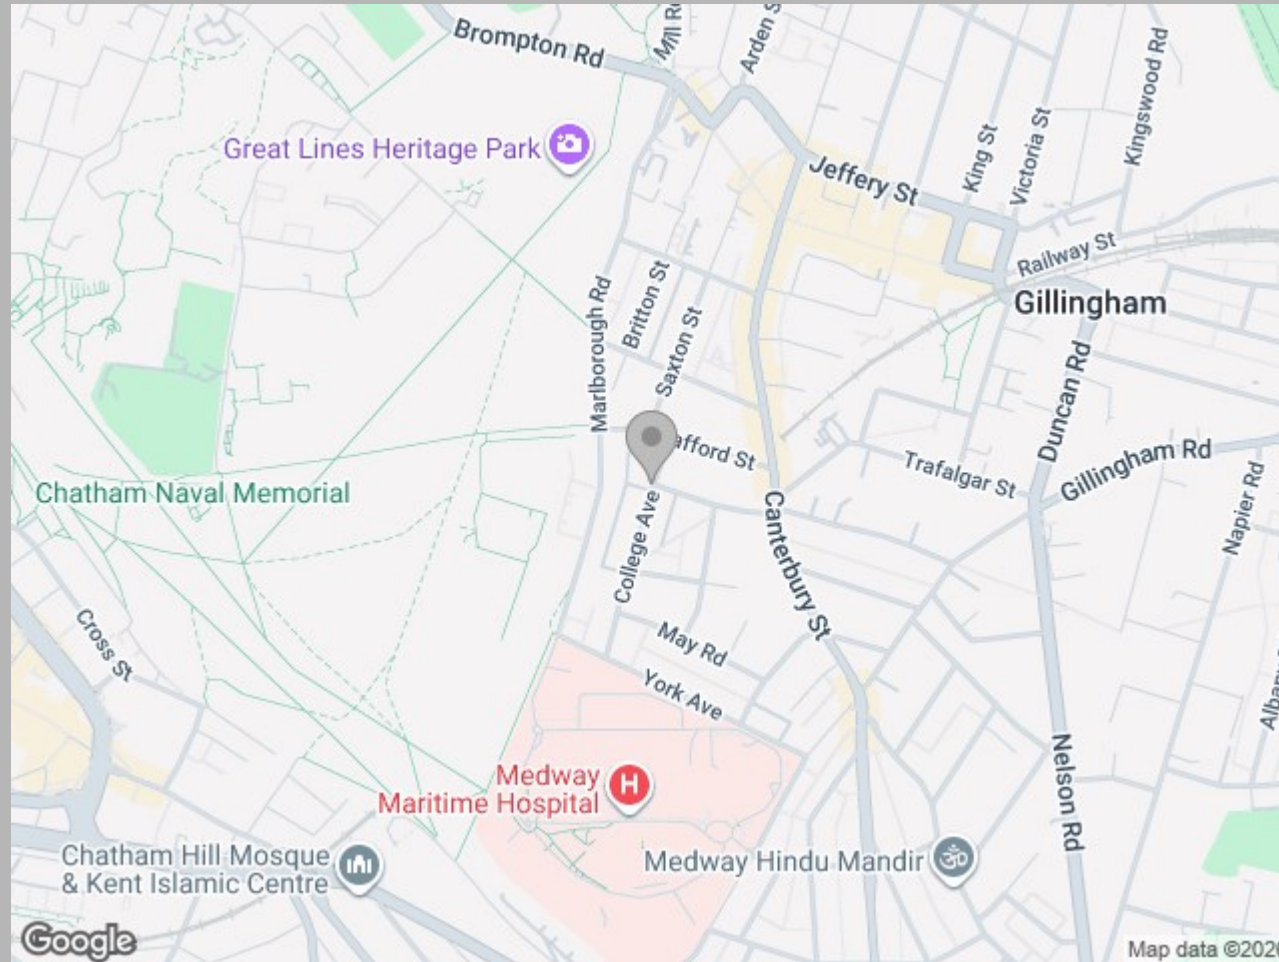 Brompton Rd
Mill R
Arden S
Kingswood Rd
Great Lines Heritage Park
Jeffery St
King St
Victoria St
Railway St
Gillingham
Marlborough Rd
Britton St
Saxton St
Duncan Rd
afford St
Trafalgar St
Gillingham Rd
Napier Rd
Chatham Naval Memorial
College Ave
Canterbury St
Cross St
May Rd
York Ave
Albany
Nelson Rd
Medway
Maritime Hospital
H
Chatham Hill Mosque
& Kent Islamic Centre
Medway Hindu Mandir
ॐ
Google
Map data ©2026